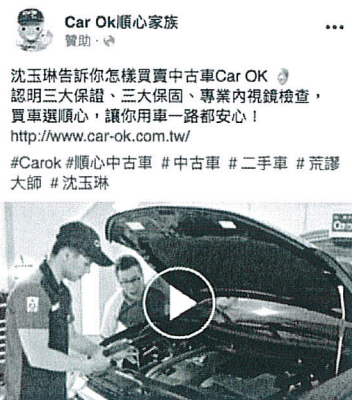 Car Ok順心家族
贊助·
沈玉琳告訴你怎樣買賣中古車Car OK 👌
認明三大保證、三大保固、專業內視鏡檢查，
買車選順心，讓你用車一路都安心！
http://www.car-ok.com.tw/
#Carok #順心中古車 #中古車 #二手車 #荒謬
大師 #沈玉琳